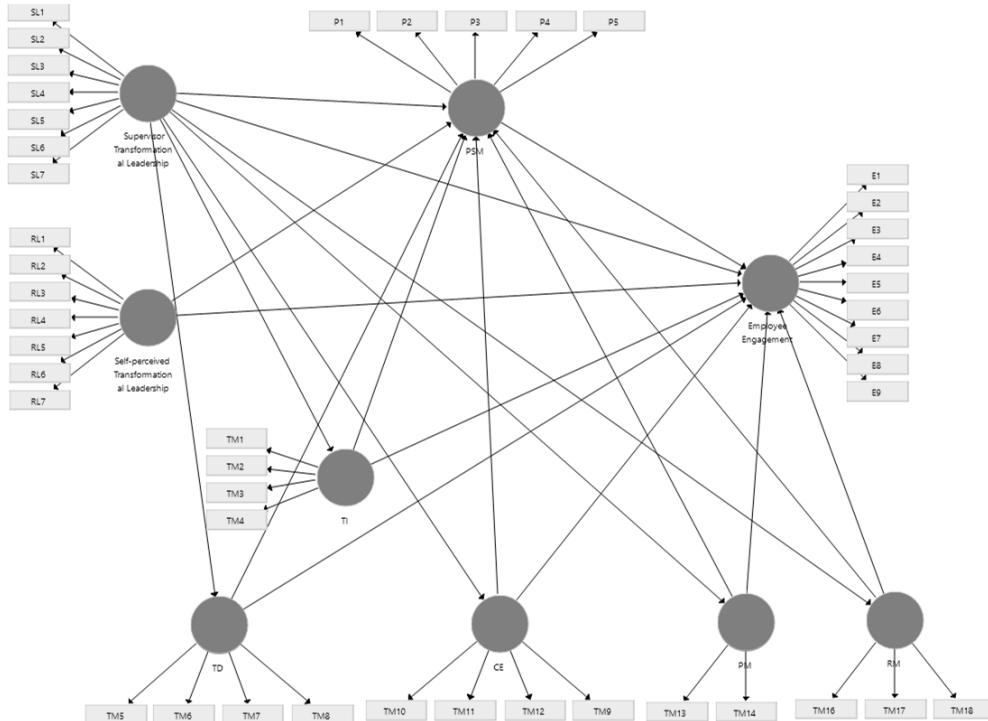 SL1
SL2
SL3
SL4
SL5
SL6
SL7
Supervisor
Transformation
al Leadership
P1
P2
P3
P4
P5
PSM
RL1
RL2
RL3
RL4
RL5
RL6
RL7
Self-perceived
Transformation
al Leadership
E1
E2
E3
E4
E5
E6
E7
E8
E9
Employee
Engagement
TM1
TM2
TM3
TM4
TI
TD
TM5
TM6
TM7
TM8
CE
TM10
TM11
TM12
TM9
PM
TM13
TM14
RM
TM16
TM17
TM18